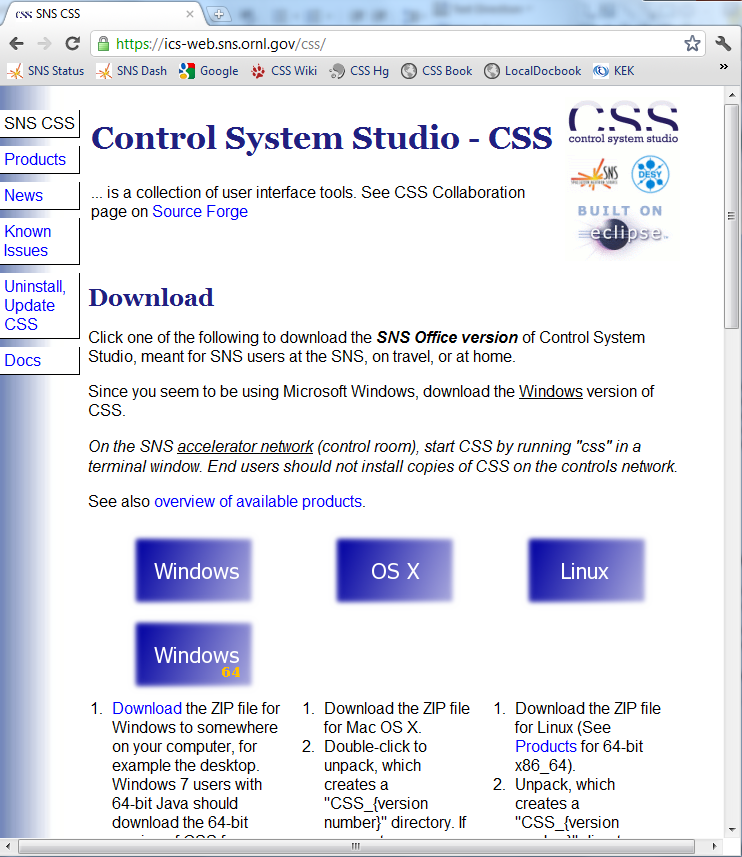 SNS CSS
https://ics-web.sns.ornl.gov/css/
SNS Status SNS Dash Google CSS Wiki CSS Hg CSS Book LocalDocbook KEK »
SNS CSS
Products
News
Known
Issues
Uninstall,
Update
CSS
Docs
Control System Studio - CSS
... is a collection of user interface tools. See CSS Collaboration
page on Source Forge
CSS
control system studio
SNS
DESY
BUILT ON
eclipse
Download
Click one of the following to download the SNS Office version of Control System
Studio, meant for SNS users at the SNS, on travel, or at home.
Since you seem to be using Microsoft Windows, download the Windows version of
CSS.
On the SNS accelerator network (control room), start CSS by running "css" in a
terminal window. End users should not install copies of CSS on the controls network.
See also overview of available products.
Windows OS X Linux
Windows
64
1. Download the ZIP file for
Windows to somewhere
on your computer, for
example the desktop.
Windows 7 users with
64-bit Java should
download the 64-bit
1. Download the ZIP file
for Mac OS X.
2. Double-click to
unpack, which
creates a
"CSS_{version
number}" directory. If
1. Download the ZIP file
for Linux (See
Products for 64-bit
x86_64).
2. Unpack, which
creates a
"CSS_{version